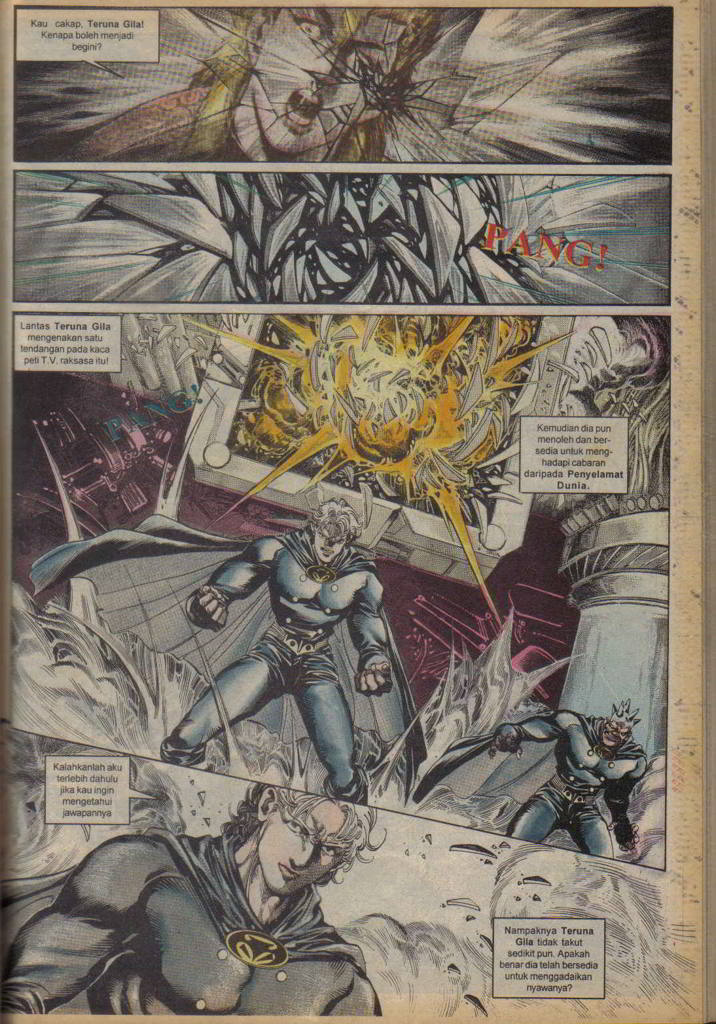 Kau cakap, Teruna Gila!
Kenapa boleh menjadi
begini?
PANG!
Lantas Teruna Gila
mengenakan satu
tendangan pada kaca
peti T.V. raksasa itu!
PANG!
Kemudian dia pun
menoleh dan ber-
sedia untuk meng-
hadapi cabaran
daripada Penyelamat
Dunia.
Kalahkanlah aku
terlebih dahulu
jika kau ingin
mengetahui
jawapannya
Nampaknya Teruna
Gila tidak takut
sedikit pun. Apakah
benar dia telah bersedia
untuk menggadaikan
nyawanya?